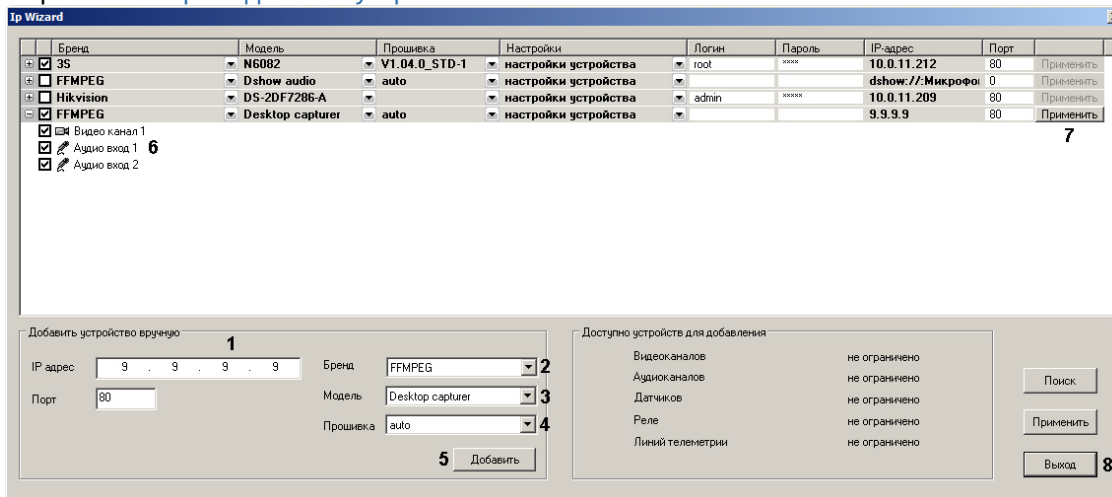 Ip Wizard
Бренд Модель Прошивка Настройки Логин Пароль IP-адрес Порт
3S N6082 V1.04.0_STD-1 настройки устройства root **** 10.0.11.212 80 Применить
FFMPEG Dshow audio auto настройки устройства dshow://:Микрофо 0 Применить
Hikvision DS-2DF7286-A настройки устройства admin ***** 10.0.11.209 80 Применить
FFMPEG Desktop capturer auto настройки устройства 9.9.9.9 80 Применить
Видео канал 1 7
Аудио вход 1 6
Аудио вход 2
Добавить устройство вручную Доступно устройств для добавления
1
IP адрес 9 . 9 . 9 . 9 Бренд FFMPEG 2 Видеоканалов не ограничено
Аудиоканалов не ограничено Поиск
Порт 80 Модель Desktop capturer 3 Датчиков не ограничено
Прошивка auto 4 Реле не ограничено Применить
Линий телеметрии не ограничено
5 Добавить Выход 8